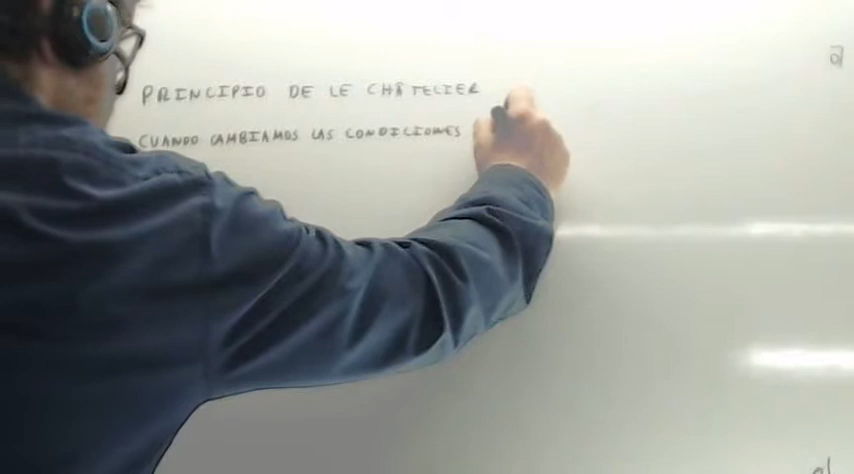 PRINCIPIO DE LE CHÂTELIER
CUANDO CAMBIAMOS LAS CONDICIONES
a